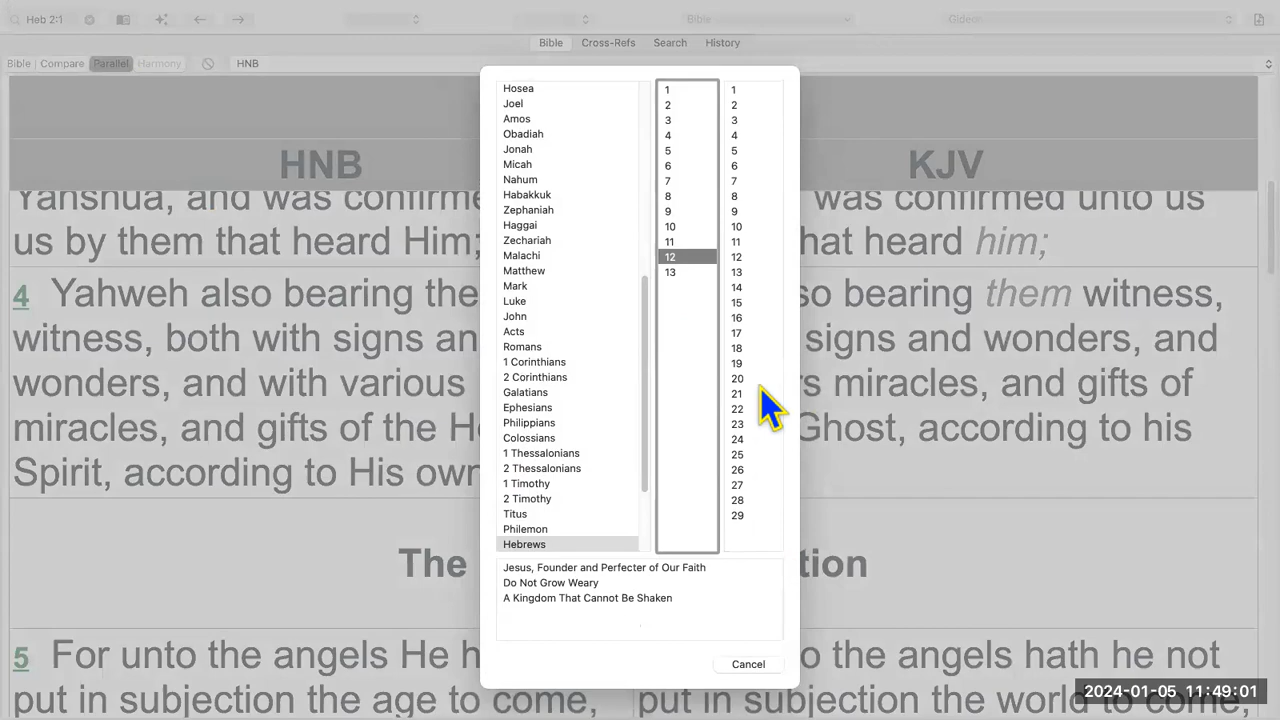 Heb 2:1
Bible
Gideon
Bible Cross-Refs Search History
Bible Compare Parallel Harmony HNB
HNB KJV
Yahshua, and was confirme was confirmed unto us
us by them that heard Him; hat heard him;
4 Yahweh also bearing the so bearing them witness,
witness, both with signs an signs and wonders, and
wonders, and with various rs miracles, and gifts of
miracles, and gifts of the H Ghost, according to his
Spirit, according to His own
The tion
5 For unto the angels He h o the angels hath he not
put in subjection the age to come, put in subjection the world to come,
Hosea
Joel
Amos
Obadiah
Jonah
Micah
Nahum
Habakkuk
Zephaniah
Haggai
Zechariah
Malachi
Matthew
Mark
Luke
John
Acts
Romans
1 Corinthians
2 Corinthians
Galatians
Ephesians
Philippians
Colossians
1 Thessalonians
2 Thessalonians
1 Timothy
2 Timothy
Titus
Philemon
Hebrews
1
2
3
4
5
6
7
8
9
10
11
12
13
1
2
3
4
5
6
7
8
9
10
11
12
13
14
15
16
17
18
19
20
21
22
23
24
25
26
27
28
29
Jesus, Founder and Perfecter of Our Faith
Do Not Grow Weary
A Kingdom That Cannot Be Shaken
Cancel
2024-01-05 11:49:01